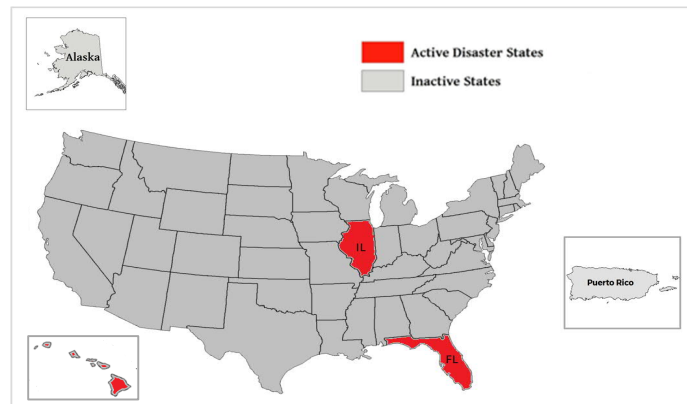 Alaska
Active Disaster States
Inactive States
IL
Puerto Rico
FL